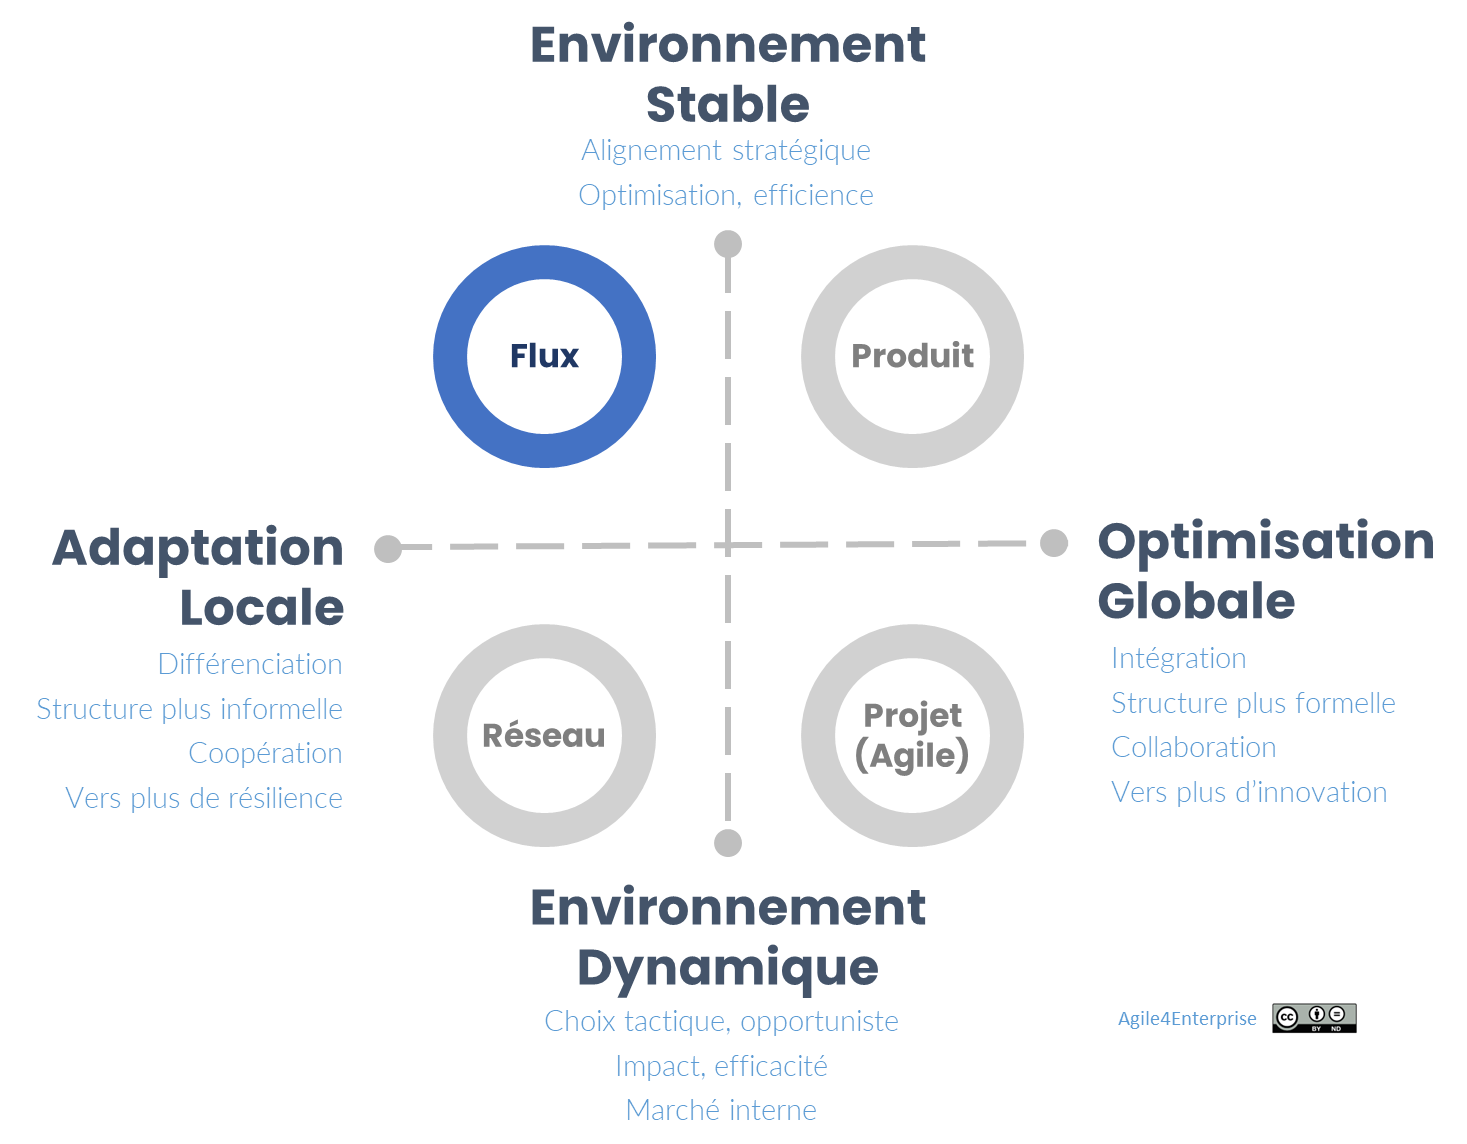 Environnement
Stable
Alignement stratégique
Optimisation, efficience
Flux
Produit
Adaptation
Locale
Différenciation
Structure plus informelle
Coopération
Vers plus de résilience
Optimisation
Globale
Intégration
Structure plus formelle
Collaboration
Vers plus d’innovation
Réseau
Projet
(Agile)
Environnement
Dynamique
Choix tactique, opportuniste
Impact, efficacité
Marché interne
Agile4Enterprise
cc
BY ND